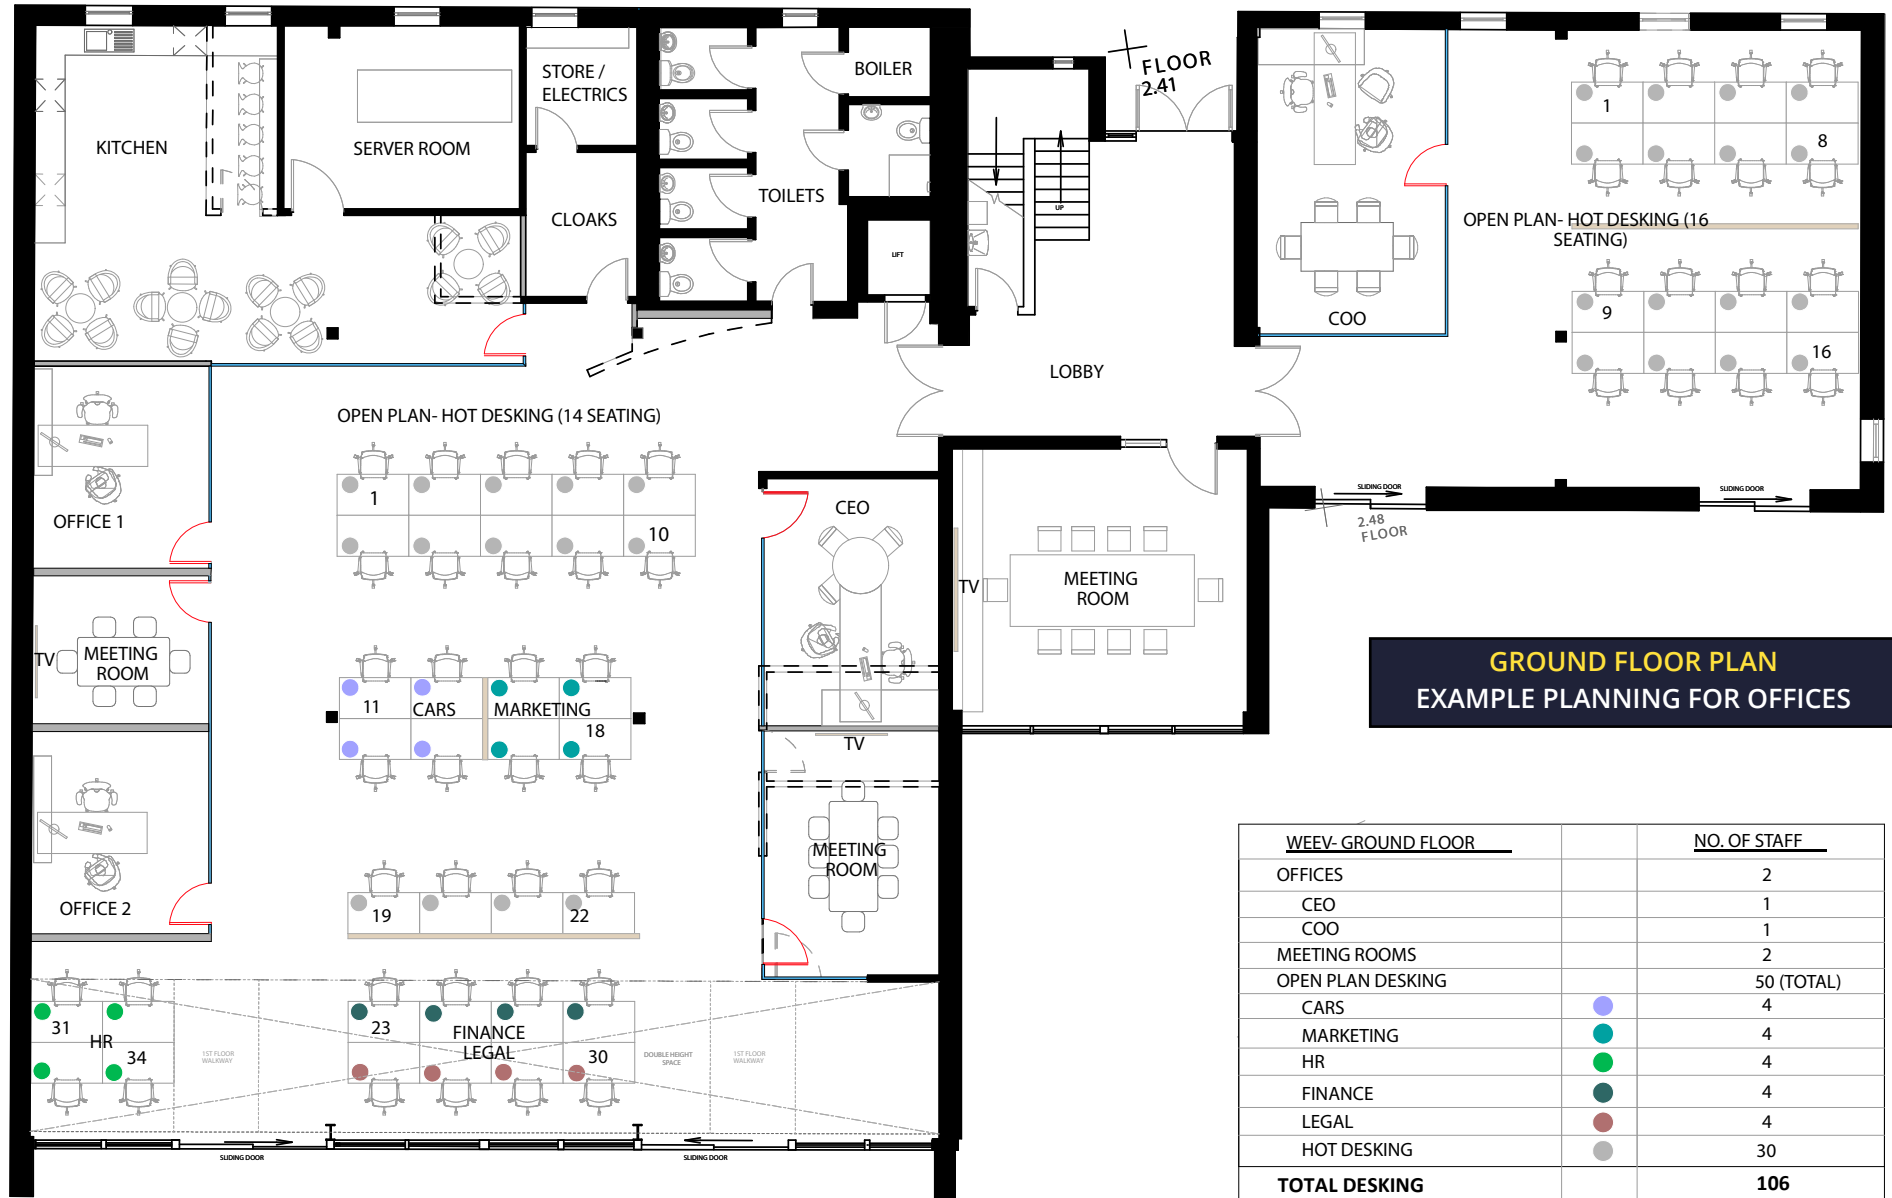 KITCHEN
SERVER ROOM
STORE /
ELECTRICS
CLOAKS
TOILETS
BOILER
LIFT
UP
FLOOR
2.41
LOBBY
COO
OPEN PLAN- HOT DESKING (16
SEATING)
1
8
9
16
SLIDING DOOR
SLIDING DOOR
2.48
FLOOR
OPEN PLAN- HOT DESKING (14 SEATING)
1
10
OFFICE 1
CEO
TV
MEETING
ROOM
TV
MEETING
ROOM
11
CARS
MARKETING
18
TV
MEETING
ROOM
OFFICE 2
19
22
31
HR
34
1ST FLOOR
WALKWAY
23
FINANCE
LEGAL
30
DOUBLE HEIGHT
SPACE
1ST FLOOR
WALKWAY
SLIDING DOOR
SLIDING DOOR
GROUND FLOOR PLAN
EXAMPLE PLANNING FOR OFFICES
WEEV- GROUND FLOOR NO. OF STAFF
OFFICES 2
CEO 1
COO 1
MEETING ROOMS 2
OPEN PLAN DESKING 50 (TOTAL)
CARS 4
MARKETING 4
HR 4
FINANCE 4
LEGAL 4
HOT DESKING 30
TOTAL DESKING 106